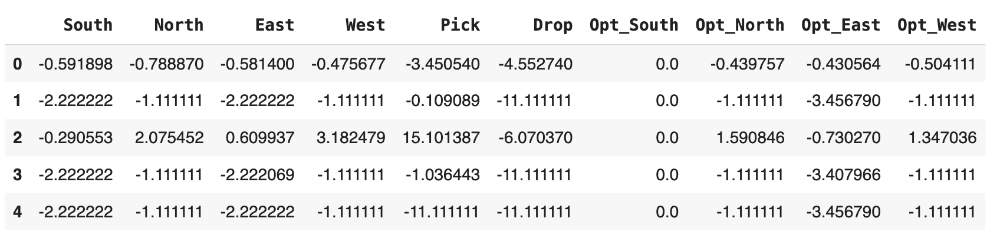 South North East West Pick Drop Opt_South Opt_North Opt_East Opt_West
0 -0.591898 -0.788870 -0.581400 -0.475677 -3.450540 -4.552740 0.0 -0.439757 -0.430564 -0.504111
1 -2.222222 -1.111111 -2.222222 -1.111111 -0.109089 -11.111111 0.0 -1.111111 -3.456790 -1.111111
2 -0.290553 2.075452 0.609937 3.182479 15.101387 -6.070370 0.0 1.590846 -0.730270 1.347036
3 -2.222222 -1.111111 -2.222069 -1.111111 -1.036443 -11.111111 0.0 -1.111111 -3.407966 -1.111111
4 -2.222222 -1.111111 -2.222222 -1.111111 -11.111111 -11.111111 0.0 -1.111111 -3.456790 -1.111111